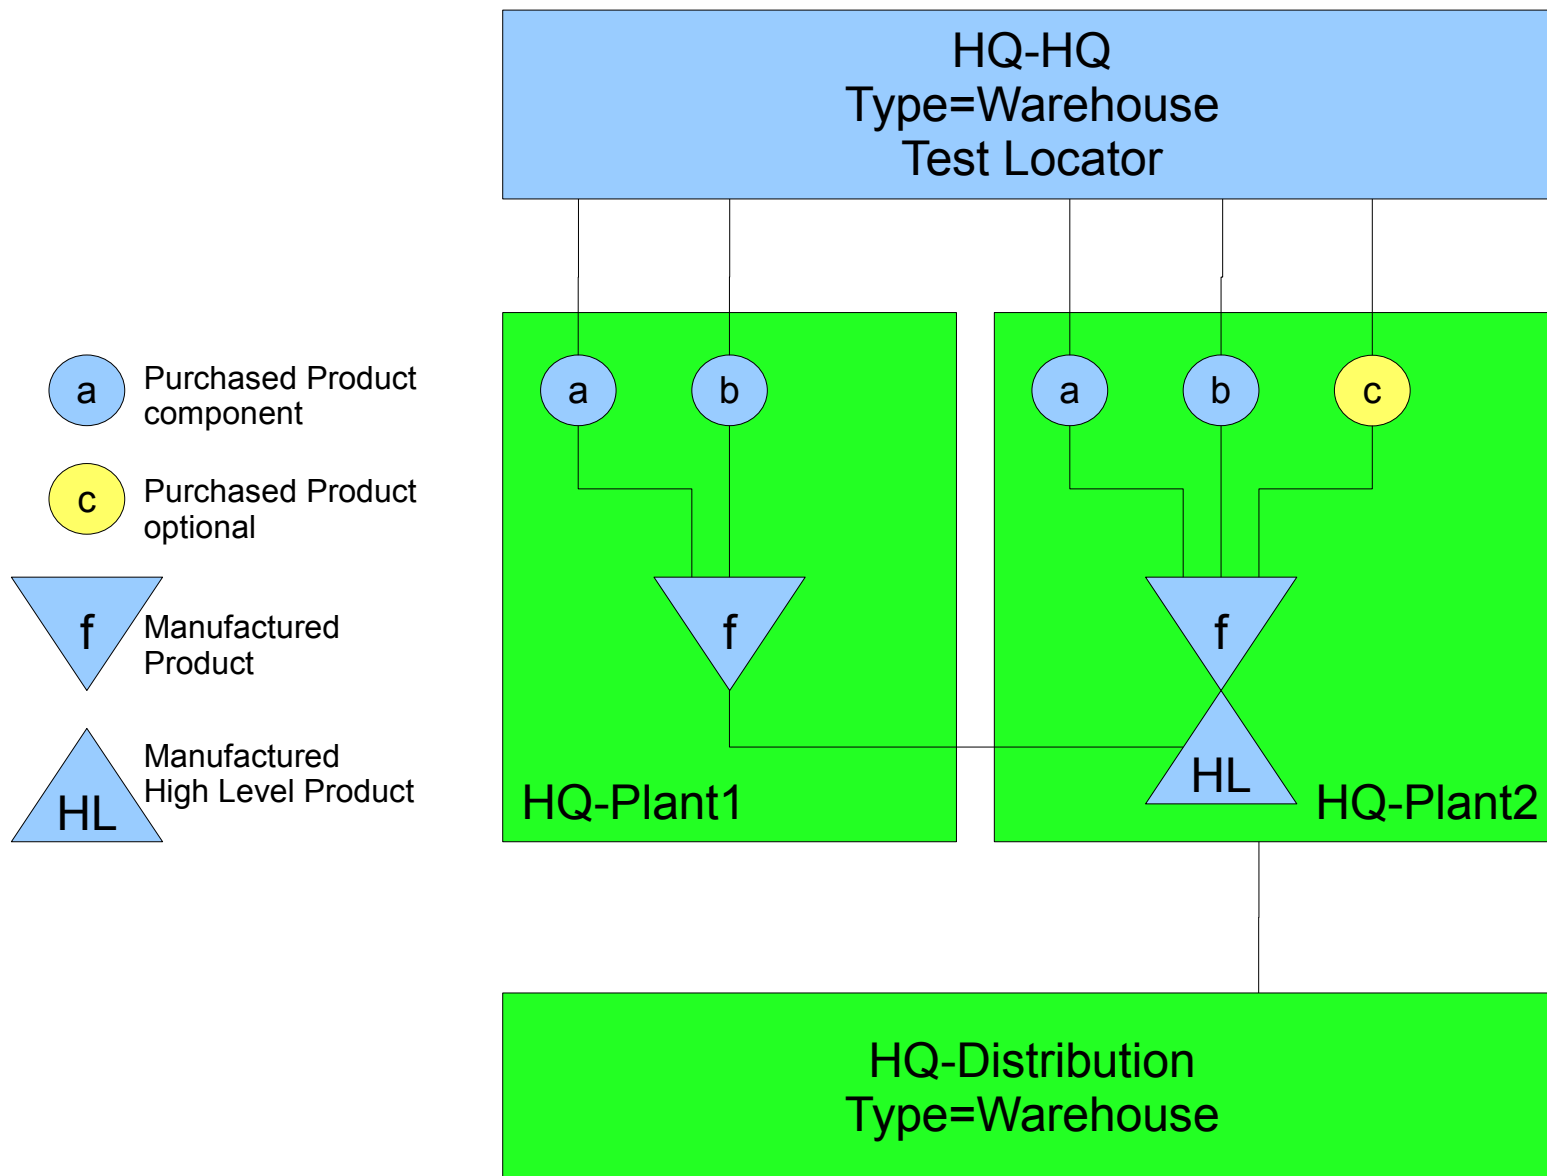 HQ-HQ
Type=Warehouse
Test Locator
a
Purchased Product
component
a
b
a
b
c
c
Purchased Product
optional
f
Manufactured
Product
f
f
HL
Manufactured
High Level Product
HL
HQ-Plant1
HQ-Plant2
HQ-Distribution
Type=Warehouse